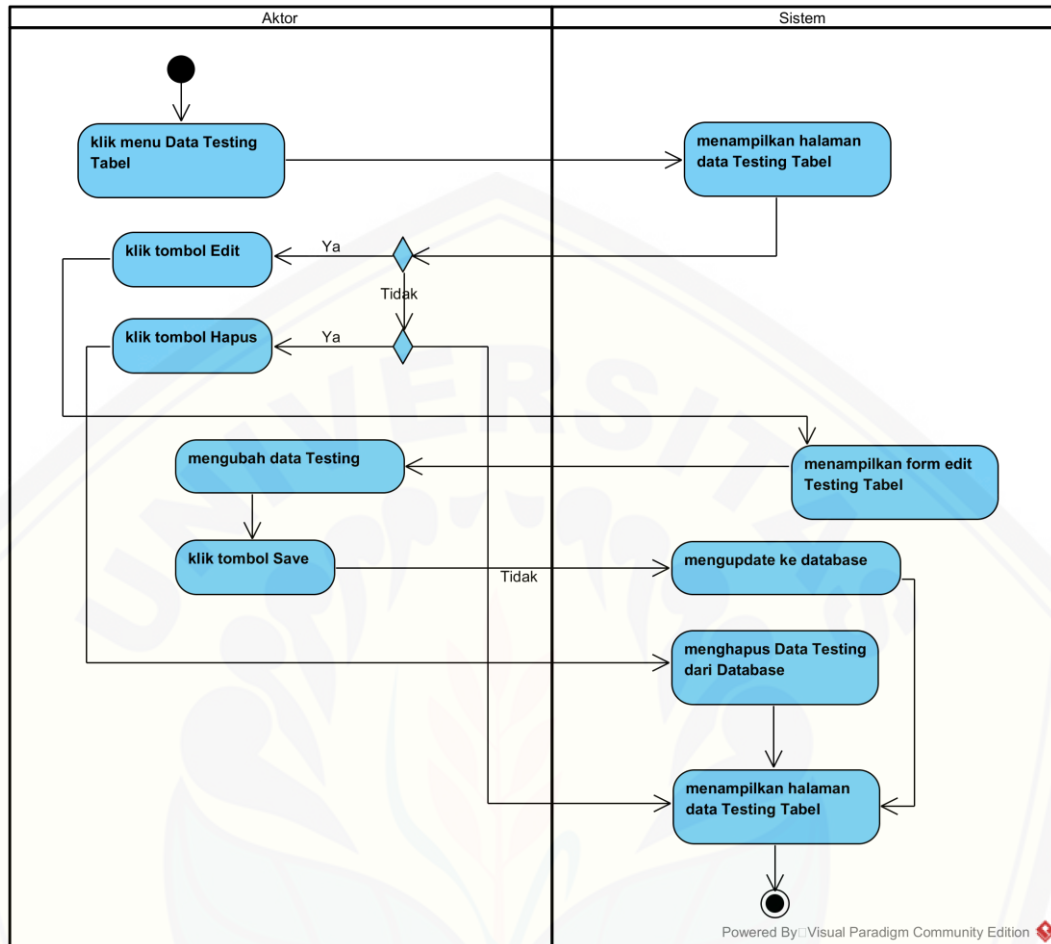 Aktor
Sistem
klik menu Data Testing
Tabel
menampilkan halaman
data Testing Tabel
klik tombol Edit
Ya
Tidak
klik tombol Hapus
Ya
mengubah data Testing
menampilkan form edit
Testing Tabel
klik tombol Save
Tidak
mengupdate ke database
menghapus Data Testing
dari Database
menampilkan halaman
data Testing Tabel
UNIVERSITAS
Powered By Visual Paradigm Community Edition